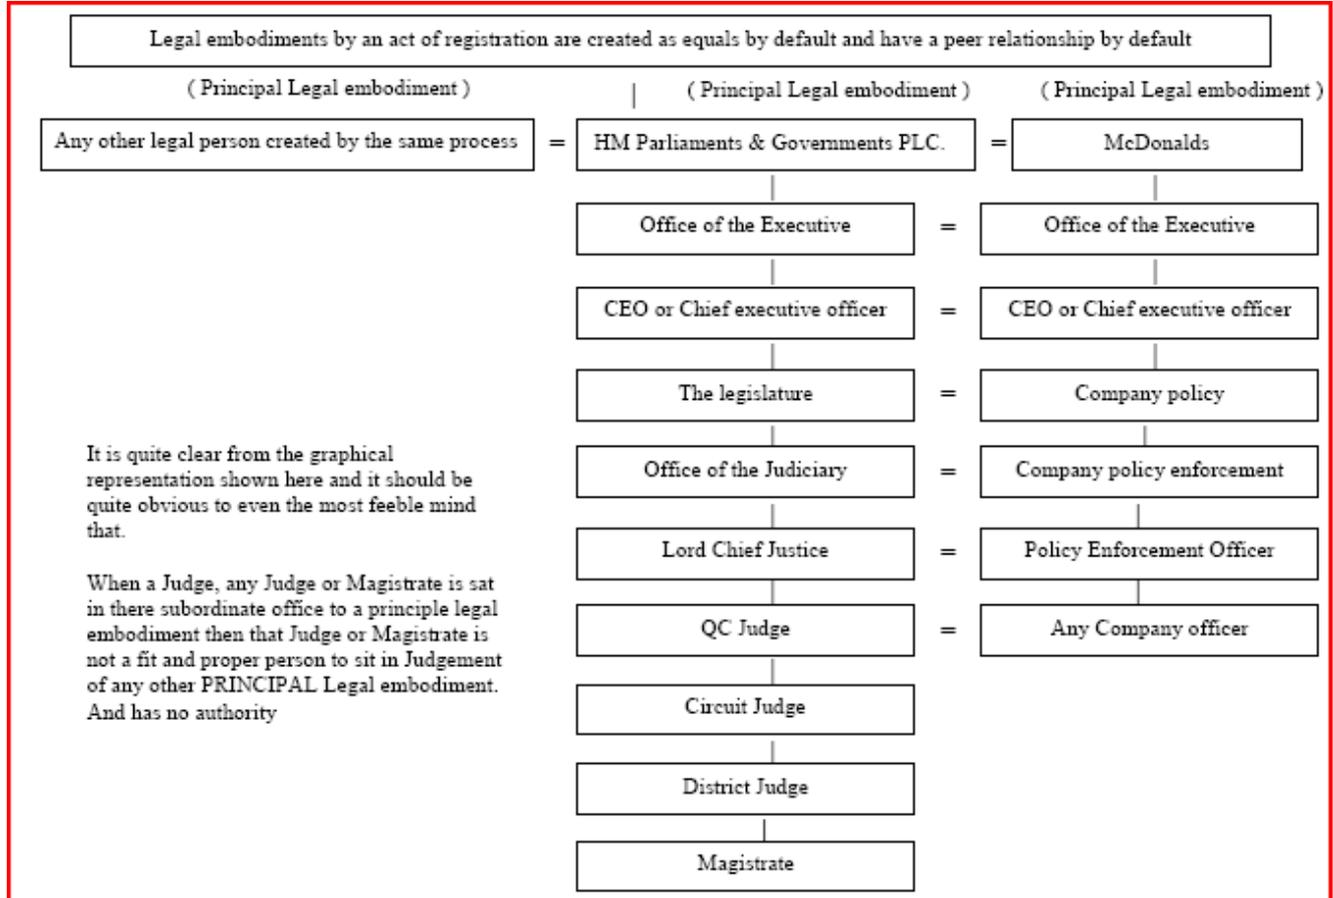 Legal embodiments by an act of registration are created as equals by default and have a peer relationship by default
( Principal Legal embodiment )
( Principal Legal embodiment )
( Principal Legal embodiment )
Any other legal person created by the same process
=
HM Parliaments & Governments PLC.
=
McDonalds
Office of the Executive
=
Office of the Executive
CEO or Chief executive officer
=
CEO or Chief executive officer
The legislature
=
Company policy
Office of the Judiciary
=
Company policy enforcement
Lord Chief Justice
=
Policy Enforcement Officer
QC Judge
=
Any Company officer
Circuit Judge
District Judge
Magistrate
It is quite clear from the graphical
representation shown here and it should be
quite obvious to even the most feeble mind
that.
When a Judge, any Judge or Magistrate is sat
in there subordinate office to a principle legal
embodiment then that Judge or Magistrate is
not a fit and proper person to sit in Judgement
of any other PRINCIPAL Legal embodiment.
And has no authority